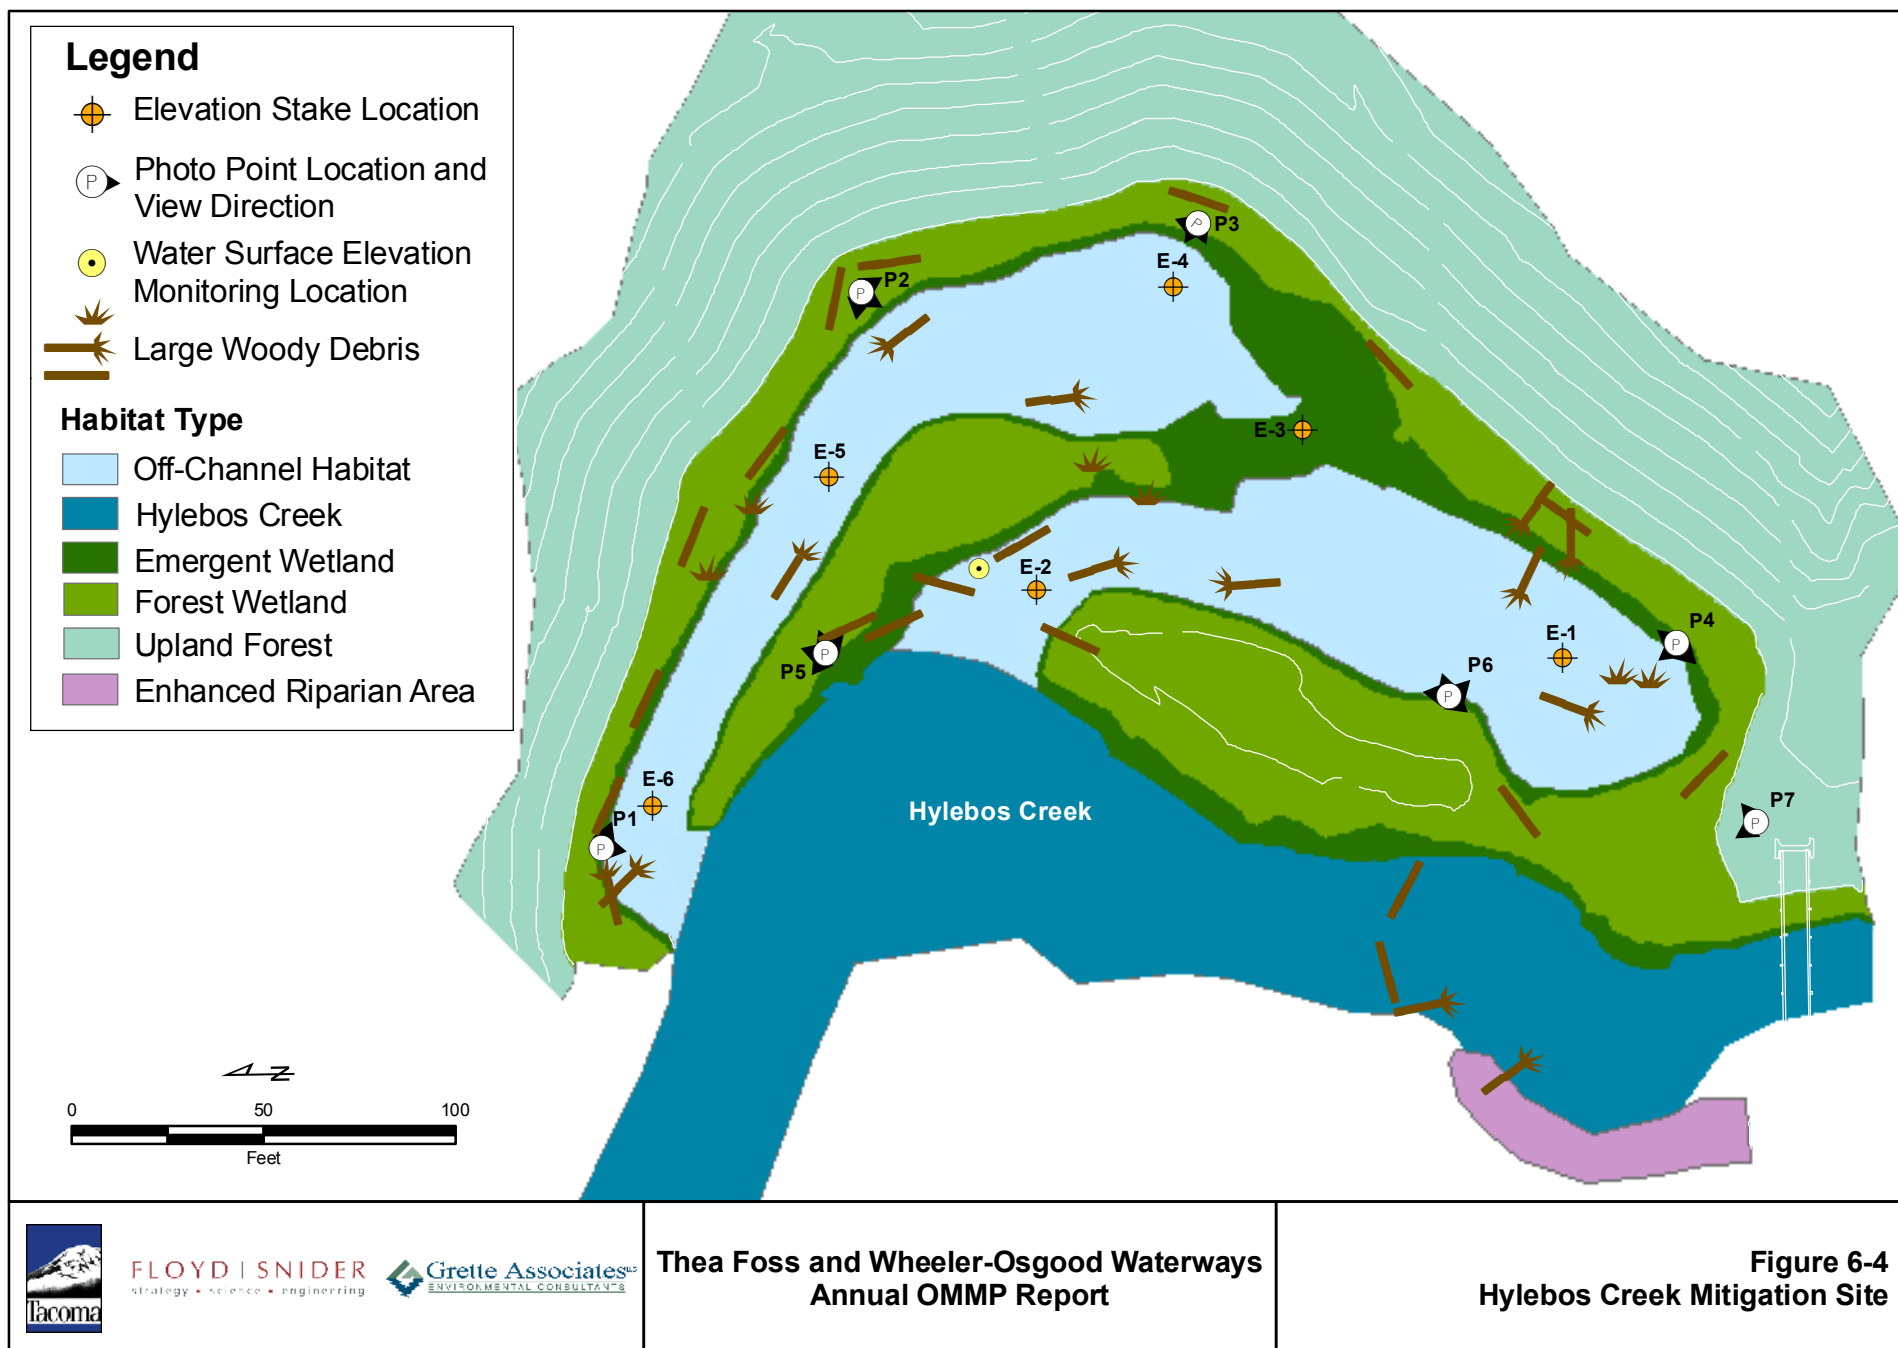 Legend
Elevation Stake Location
P
Photo Point Location and
View Direction
Water Surface Elevation
Monitoring Location
Large Woody Debris
Habitat Type
Off-Channel Habitat
Hylebos Creek
Emergent Wetland
Forest Wetland
Upland Forest
Enhanced Riparian Area
P
P3
E-4
P
P2
E-3
E-5
E-2
P
P4
E-1
P
P5
P
P6
E-6
P
P1
Hylebos Creek
P
P7
N
0 50 100
Feet
Tacoma
FLOYD | SNIDER
strategy ▪ science ▪ engineering
Grette Associates LLC
ENVIRONMENTAL CONSULTANTS
Thea Foss and Wheeler-Osgood Waterways
Annual OMMP Report
Figure 6-4
Hylebos Creek Mitigation Site